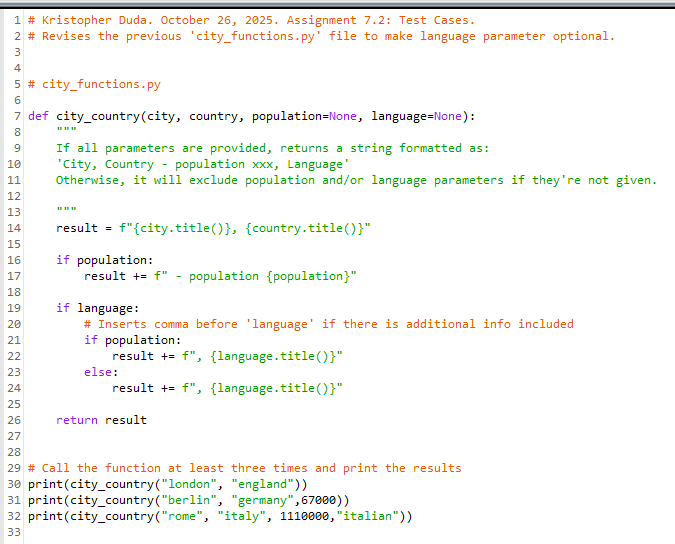 1 # Kristopher Duda. October 26, 2025. Assignment 7.2: Test Cases.
2 # Revises the previous 'city_functions.py' file to make language parameter optional.
3
4
5 # city_functions.py
6
7 def city_country(city, country, population=None, language=None):
8     """
9     If all parameters are provided, returns a string formatted as:
10     'City, Country - population xxx, Language'
11     Otherwise, it will exclude population and/or language parameters if they're not given.
12
13     """
14     result = f"{city.title()}, {country.title()}"
15
16     if population:
17         result += f" - population {population}"
18
19     if language:
20         # Inserts comma before 'language' if there is additional info included
21         if population:
22             result += f", {language.title()}"
23         else:
24             result += f", {language.title()}"
25
26     return result
27
28
29 # Call the function at least three times and print the results
30 print(city_country("london", "england"))
31 print(city_country("berlin", "germany",67000))
32 print(city_country("rome", "italy", 1110000,"italian"))
33